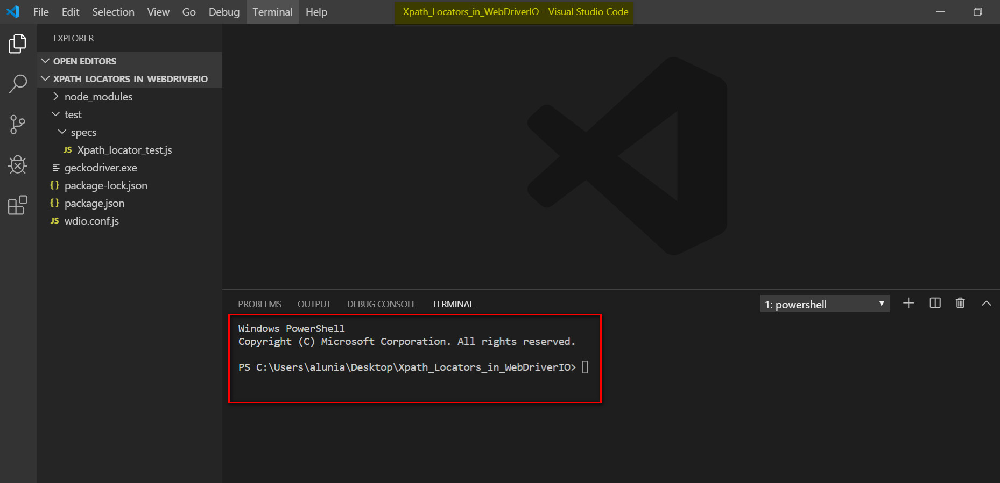 File Edit Selection View Go Debug Terminal Help Xpath_Locators_in_WebDriverIO - Visual Studio Code
EXPLORER
OPEN EDITORS
XPATH_LOCATORS_IN_WEBDRIVERIO
node_modules
test
specs
JS Xpath_locator_test.js
geckodriver.exe
{} package-lock.json
{} package.json
JS wdio.conf.js
PROBLEMS OUTPUT DEBUG CONSOLE TERMINAL 1: powershell
Windows PowerShell
Copyright (C) Microsoft Corporation. All rights reserved.
PS C:\Users\alunia\Desktop\Xpath_Locators_in_WebDriverIO>